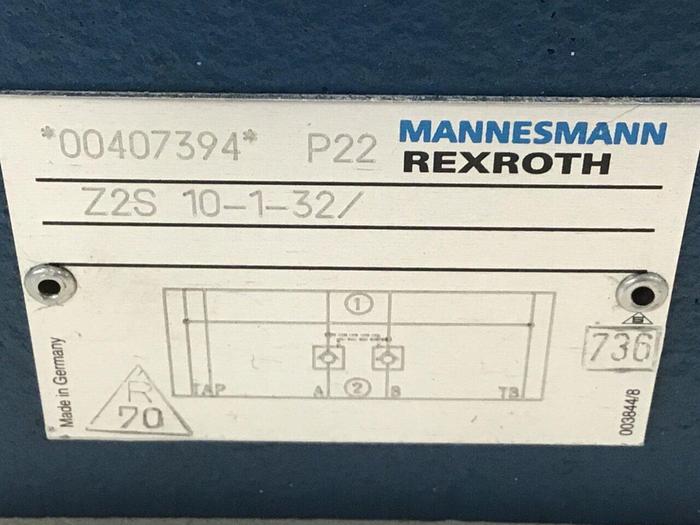 *00407394* P22 MANNESMANN
REXROTH
Z2S 10-1-32/
1
A B
2
TAP TB
Made in Germany
R
70
736
003844/8